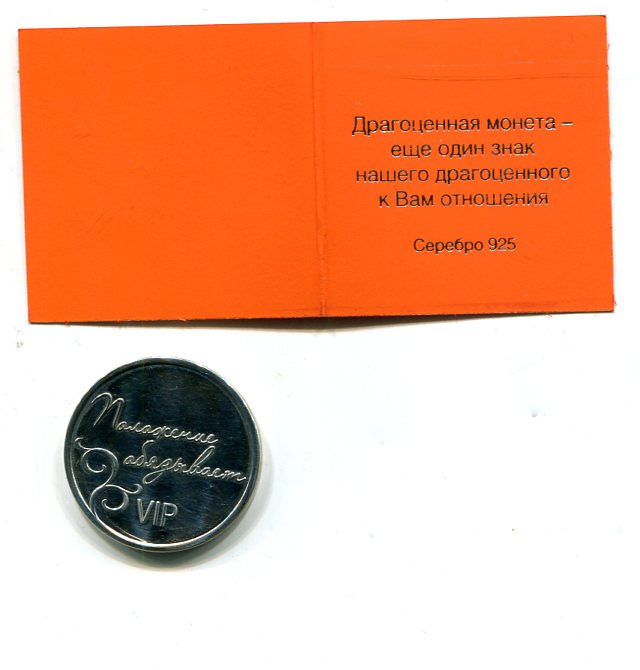 Драгоценная монета –
еще один знак
нашего драгоценного
к Вам отношения
Серебро 925
Положение
обязывает
VIP